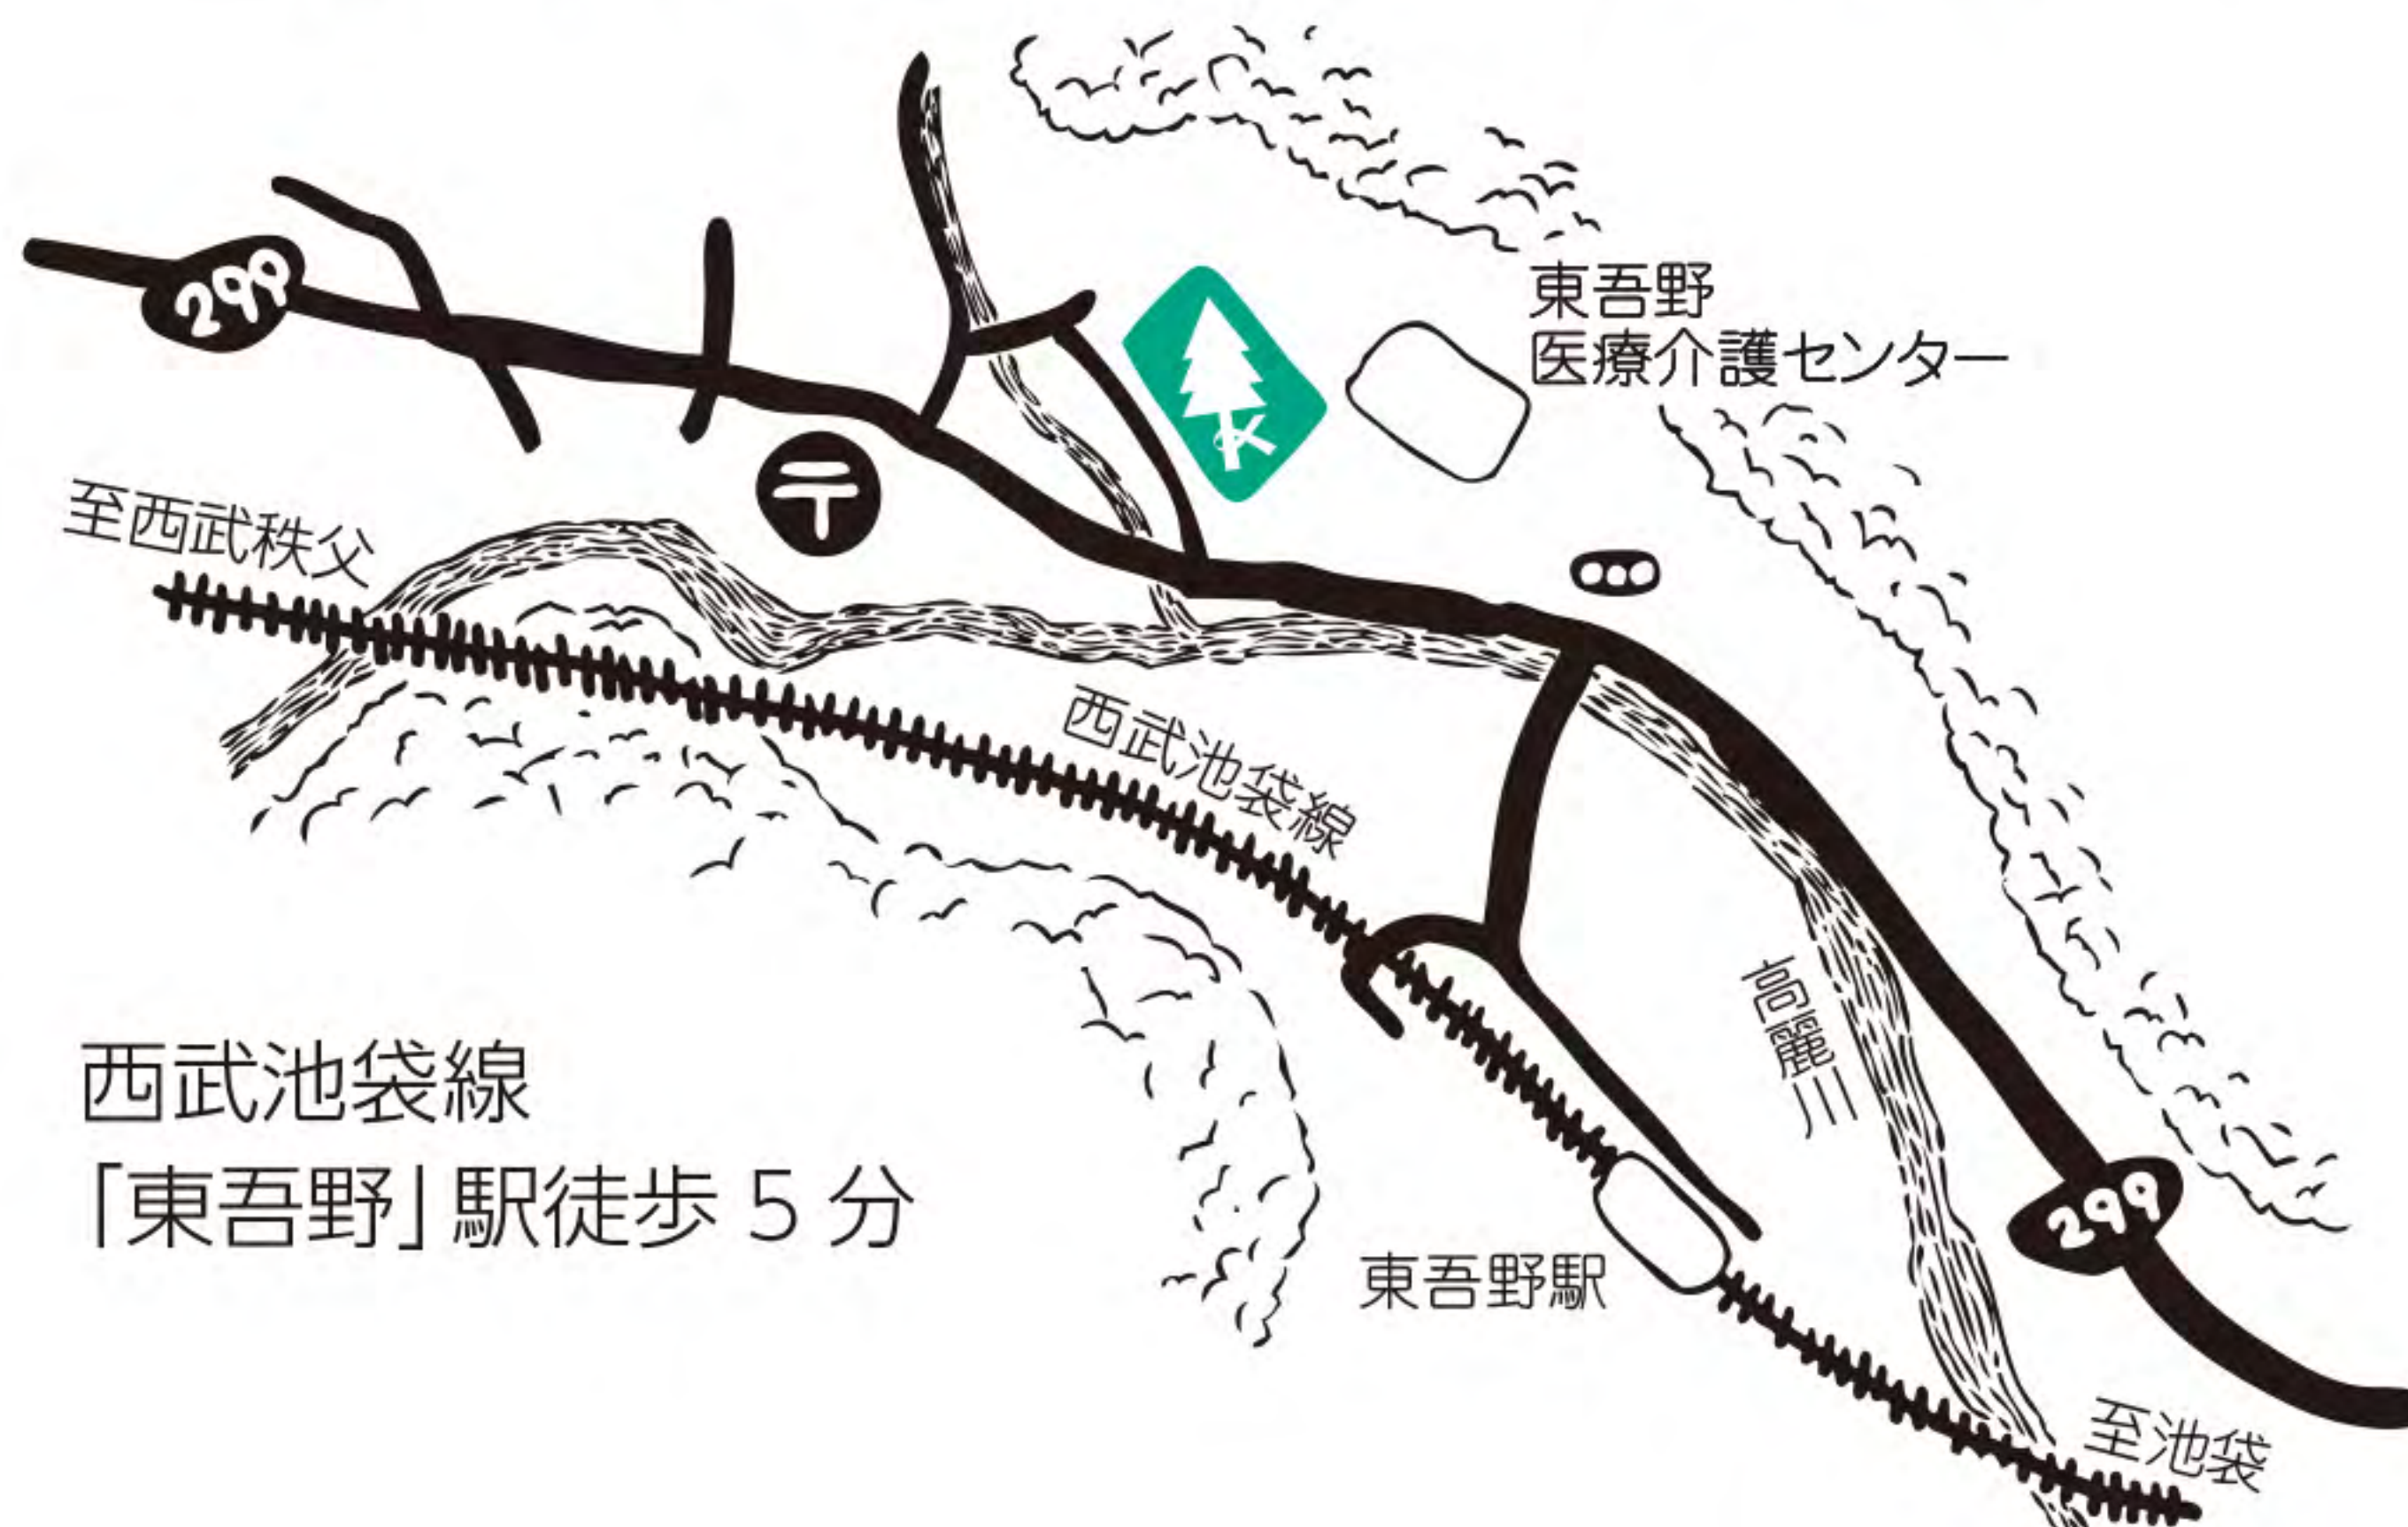 299
東吾野
医療介護センター
至西武秩父
西武池袋線
高麗川
西武池袋線
「東吾野」駅徒歩 5 分
299
東吾野駅
至池袋
K